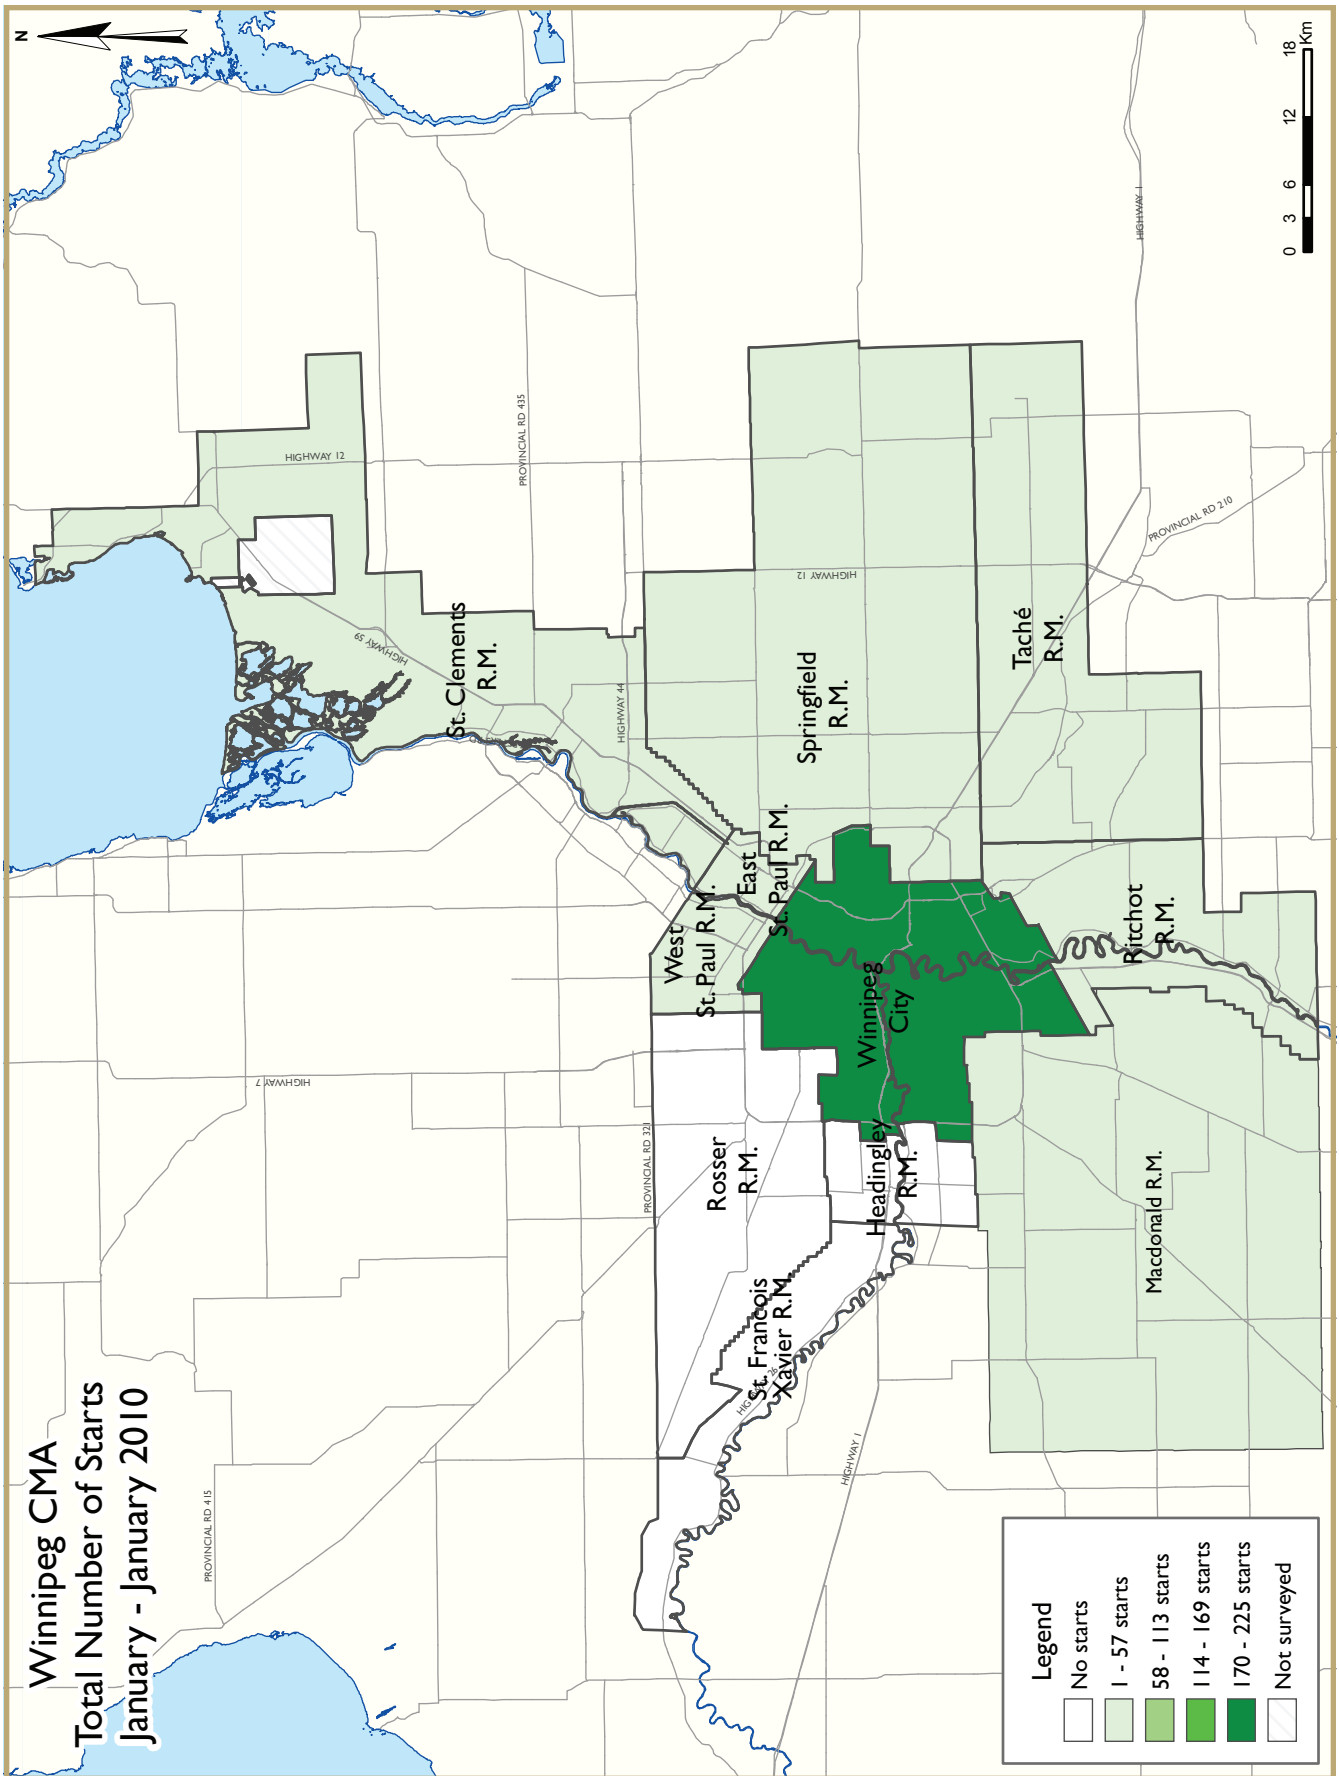 Winnipeg CMA
Total Number of Starts
January - January 2010
N
PROVINCIAL RD 415
HIGHWAY 7
HIGHWAY 59
HIGHWAY 12
PROVINCIAL RD 435
St. Clements
R.M.
HIGHWAY 44
PROVINCIAL RD 321
West
St. Paul R.M.
East
St. Paul R.M.
Rosser
R.M.
St. Francois
Xavier R.M.
HIGHWAY 26
Springfield
R.M.
HIGHWAY 12
Winnipeg
City
Headingley
R.M.
HIGHWAY 1
Taché
R.M.
HIGHWAY 1
PROVINCIAL RD 210
Ritchot
R.M.
Macdonald R.M.
Legend
No starts
1 - 57 starts
58 - 113 starts
114 - 169 starts
170 - 225 starts
Not surveyed
0 3 6 12 18
Km